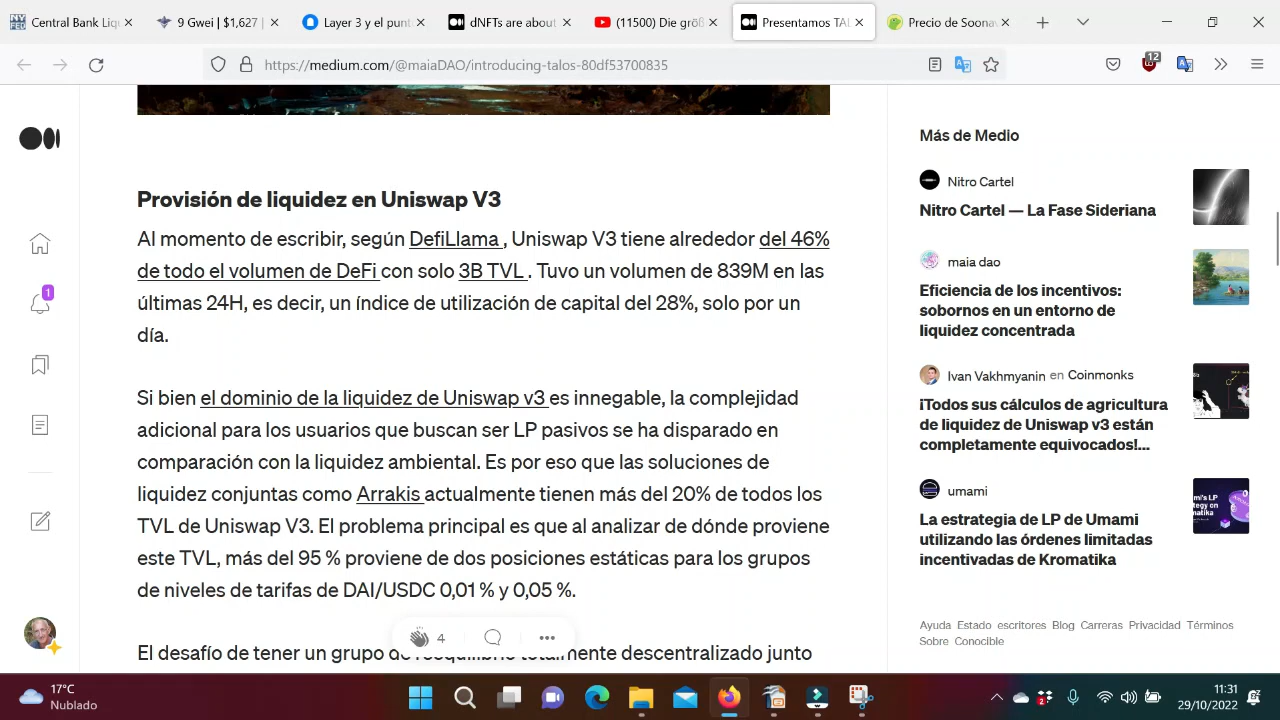 Central Bank Liq
9 Gwei | $1,627 |
Layer 3 y el punt
dNFTs are about
(11500) Die größ
Presentamos TAL
Precio de Soonav
https://medium.com/@maiaDAO/introducing-talos-80df53700835
12
Provisión de liquidez en Uniswap V3
Al momento de escribir, según DefiLlama , Uniswap V3 tiene alrededor del 46%
de todo el volumen de DeFi con solo 3B TVL . Tuvo un volumen de 839M en las
últimas 24H, es decir, un índice de utilización de capital del 28%, solo por un
día.
Si bien el dominio de la liquidez de Uniswap v3 es innegable, la complejidad
adicional para los usuarios que buscan ser LP pasivos se ha disparado en
comparación con la liquidez ambiental. Es por eso que las soluciones de
liquidez conjuntas como Arrakis actualmente tienen más del 20% de todos los
TVL de Uniswap V3. El problema principal es que al analizar de dónde proviene
este TVL, más del 95 % proviene de dos posiciones estáticas para los grupos
de niveles de tarifas de DAI/USDC 0,01 % y 0,05 %.
4
El desafío de tener un grupo de reequilibrio totalmente descentralizado junto
1
Más de Medio
Nitro Cartel
Nitro Cartel — La Fase Sideriana
maia dao
Eficiencia de los incentivos:
sobornos en un entorno de
liquidez concentrada
Ivan Vakhmyanin en Coinmonks
¡Todos sus cálculos de agricultura
de liquidez de Uniswap v3 están
completamente equivocados!...
umami
La estrategia de LP de Umami
utilizando las órdenes limitadas
incentivadas de Kromatika
Ayuda Estado escritores Blog Carreras Privacidad Términos
Sobre Conocible
17°C
Nublado
2
11:31
29/10/2022